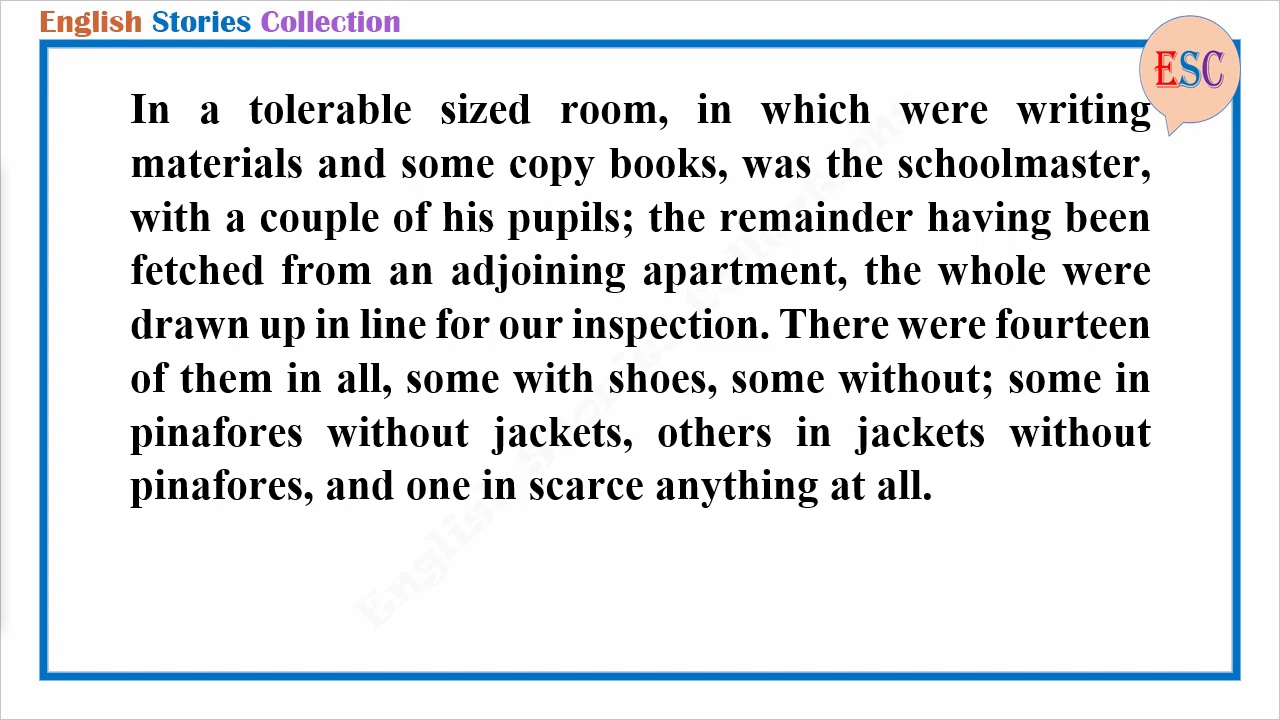 English Stories Collection
ESC
In a tolerable sized room, in which were writing
materials and some copy books, was the schoolmaster,
with a couple of his pupils; the remainder having been
fetched from an adjoining apartment, the whole were
drawn up in line for our inspection. There were fourteen
of them in all, some with shoes, some without; some in
pinafores without jackets, others in jackets without
pinafores, and one in scarce anything at all.
English Stories Collection